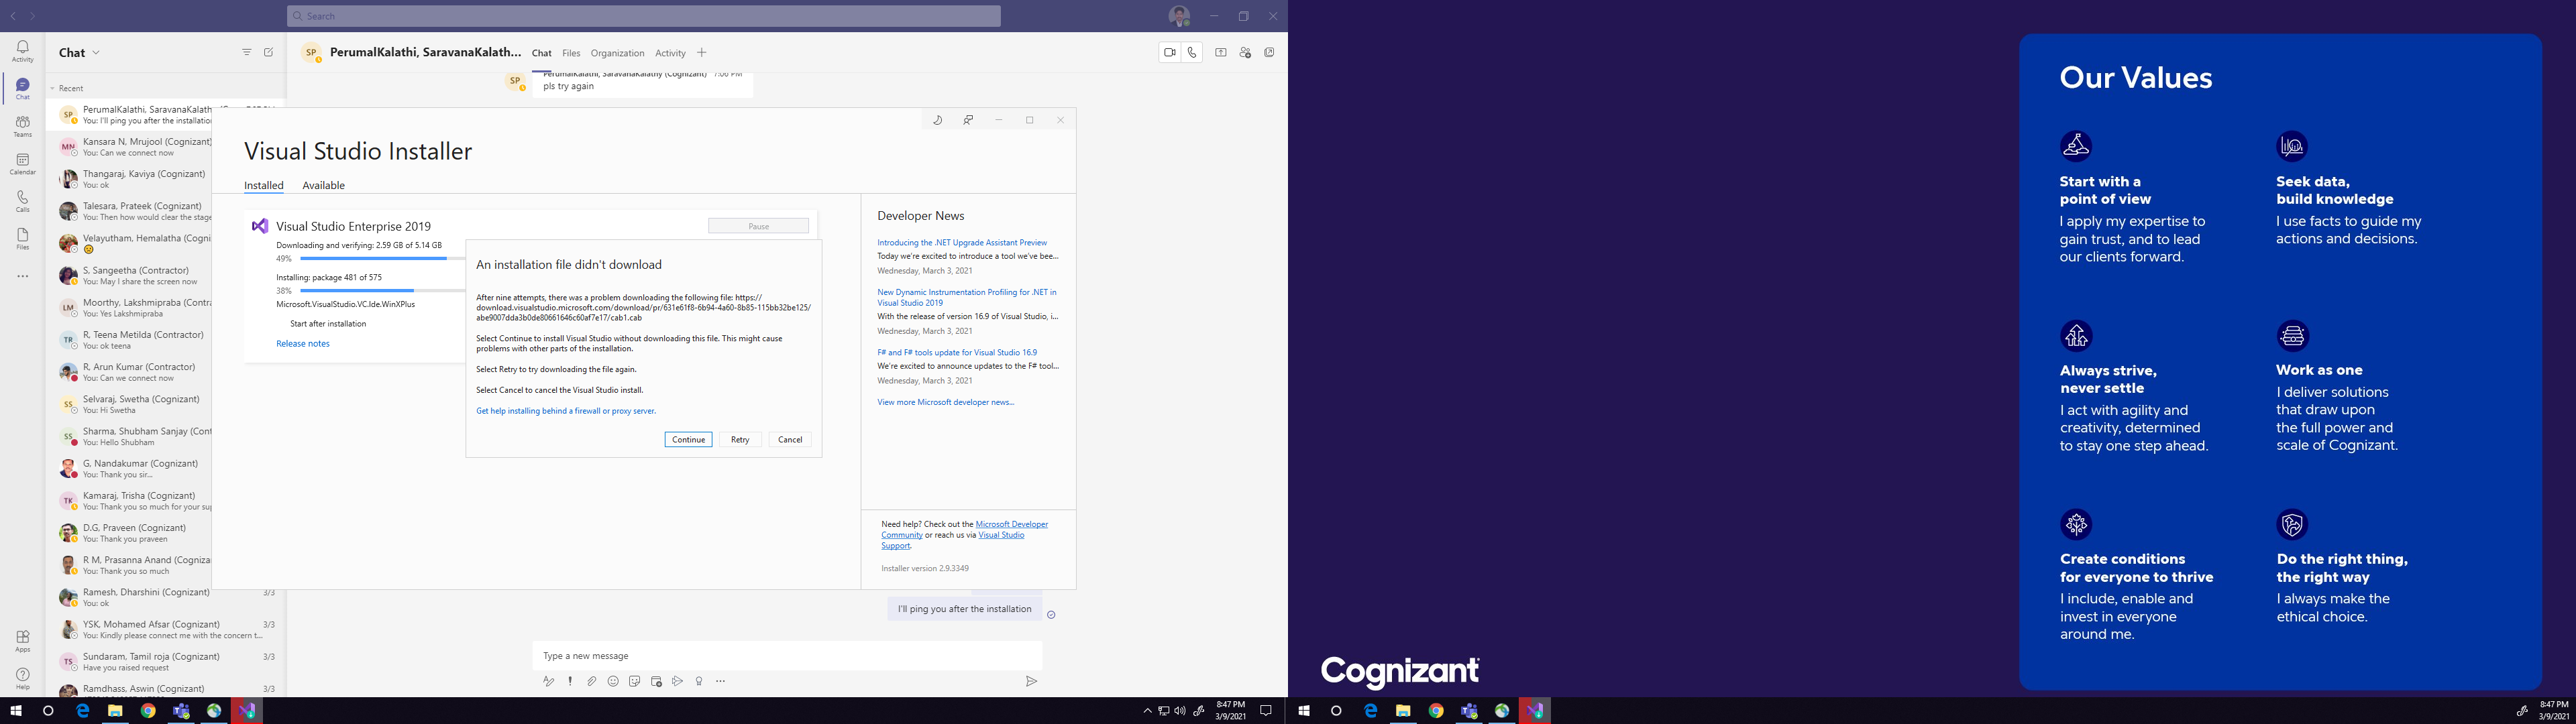 Search
Activity
Chat
Teams
Calendar
Calls
Files
Apps
Help
Chat
Recent
PerumalKalathi, SaravanaKalath
You: I'll ping you after the installation
Kansara N, Mrujool (Cognizant)
You: Can we connect now
Thangaraj, Kaviya (Cognizant)
You: ok
Talesara, Prateek (Cognizant)
You: Then how would clear the stage
Velayutham, Hemalatha (Cogni
S, Sangeetha (Contractor)
You: May I share the screen now
Moorthy, Lakshmipraba (Contra
You: Yes Lakshmipraba
R, Teena Metilda (Contractor)
You: ok teena
R, Arun Kumar (Contractor)
You: Can we connect now
Selvaraj, Swetha (Cognizant)
You: Hi Swetha
Sharma, Shubham Sanjay (Cont
You: Hello Shubham
G, Nandakumar (Cognizant)
You: Thank you sir...
Kamaraj, Trisha (Cognizant)
You: Thank you so much for your sup
D.G, Praveen (Cognizant)
You: Thank you praveen
R M, Prasanna Anand (Cogniza
You: Thank you so much
Ramesh, Dharshini (Cognizant) 3/3
You: ok
YSK, Mohamed Afsar (Cognizant) 3/3
You: Kindly please connect me with the concern t...
Sundaram, Tamil roja (Cognizant) 3/3
Have you raised request
Ramdhass, Aswin (Cognizant) 3/3
SP PerumalKalathi, SaravanaKalath... Chat Files Organization Activity
SP PerumalKalathi, SaravanaKalathy (Cognizant) 7:06 PM
pls try again
Visual Studio Installer
Installed Available
Visual Studio Enterprise 2019
Pause
Downloading and verifying: 2.59 GB of 5.14 GB
49%
Installing: package 481 of 575
38%
Microsoft.VisualStudio.VC.Ide.WinXPlus
Start after installation
Release notes
An installation file didn't download
After nine attempts, there was a problem downloading the following file: https://
download.visualstudio.microsoft.com/download/pr/631e61f8-6b94-4a60-8b85-115bb32be125/
abe9007dda3b0de80661646c60af7e17/cab1.cab
Select Continue to install Visual Studio without downloading this file. This might cause
problems with other parts of the installation.
Select Retry to try downloading the file again.
Select Cancel to cancel the Visual Studio install.
Get help installing behind a firewall or proxy server.
Continue Retry Cancel
Developer News
Introducing the .NET Upgrade Assistant Preview
Today we're excited to introduce a tool we've bee...
Wednesday, March 3, 2021
New Dynamic Instrumentation Profiling for .NET in
Visual Studio 2019
With the release of version 16.9 of Visual Studio, i...
Wednesday, March 3, 2021
F# and F# tools update for Visual Studio 16.9
We're excited to announce updates to the F# tool...
Wednesday, March 3, 2021
View more Microsoft developer news...
Need help? Check out the Microsoft Developer
Community or reach us via Visual Studio
Support.
Installer version 2.9.3349
I'll ping you after the installation
Type a new message
8:47 PM
3/9/2021
Our Values
Start with a
point of view
I apply my expertise to
gain trust, and to lead
our clients forward.
Seek data,
build knowledge
I use facts to guide my
actions and decisions.
Always strive,
never settle
I act with agility and
creativity, determined
to stay one step ahead.
Work as one
I deliver solutions
that draw upon
the full power and
scale of Cognizant.
Create conditions
for everyone to thrive
I include, enable and
invest in everyone
around me.
Do the right thing,
the right way
I always make the
ethical choice.
Cognizant
8:47 PM
3/9/2021